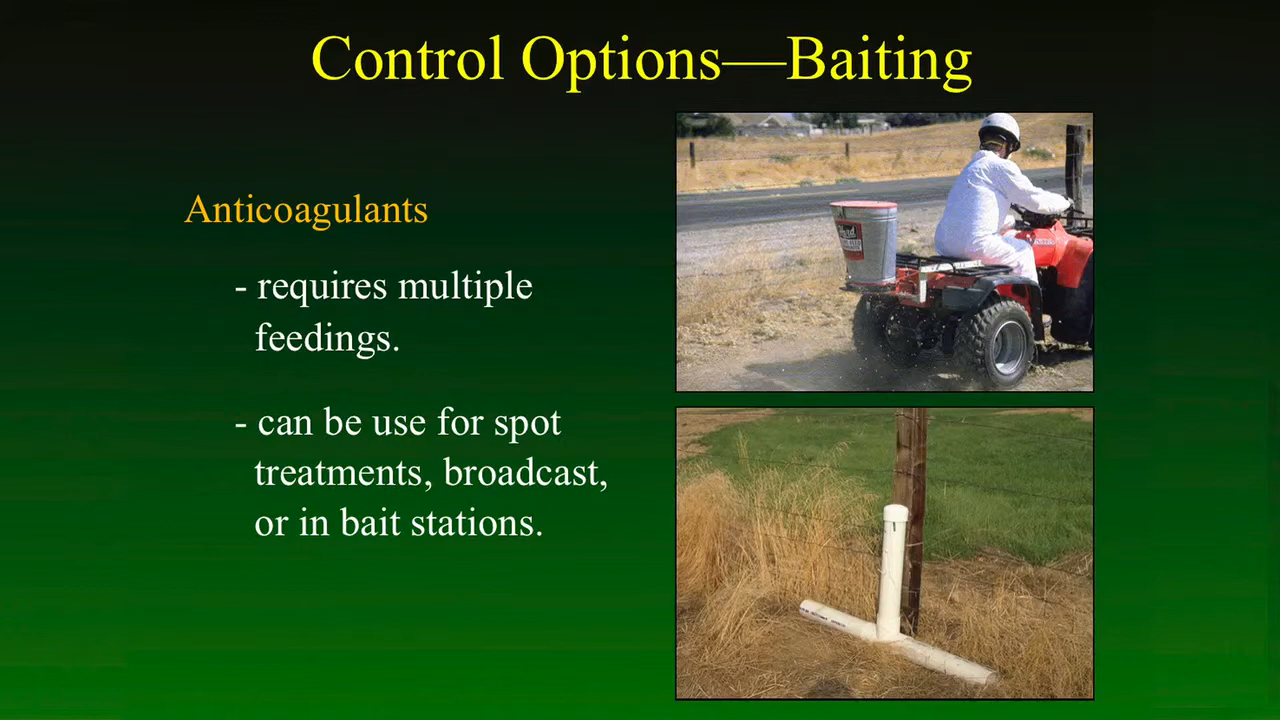 Control Options—Baiting
Anticoagulants
- requires multiple
feedings.
- can be use for spot
treatments, broadcast,
or in bait stations.